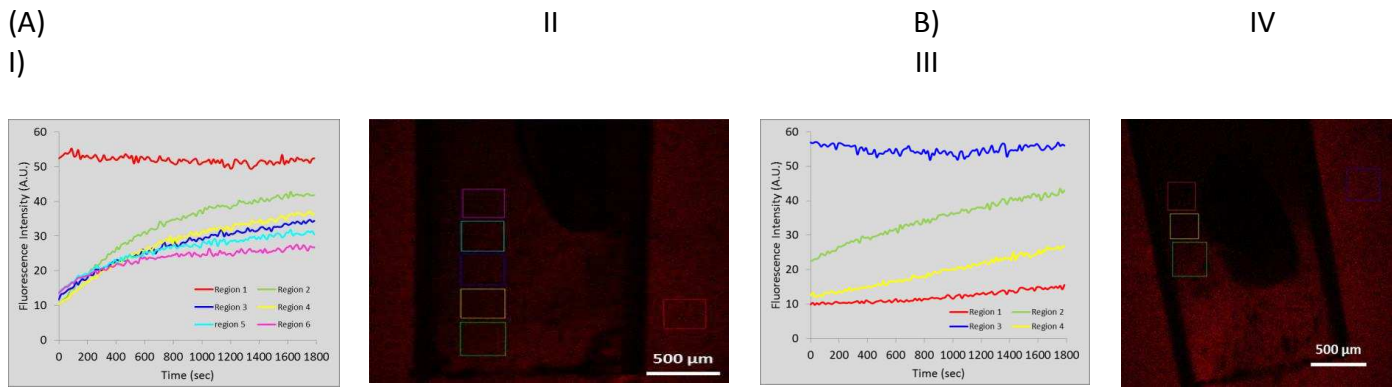 (A)
I)
II
B)
III
IV
Fluorescence Intensity (A.U.)
60
50
40
30
20
10
0
Region 1
Region 2
Region 3
Region 4
region 5
Region 6
0 200 400 600 800 1000 1200 1400 1600 1800
Time (sec)
500 µm
Fluorescence Intensity (A.U.)
60
50
40
30
20
10
0
Region 1
Region 2
Region 3
Region 4
0 200 400 600 800 1000 1200 1400 1600 1800
Time (sec)
500 µm